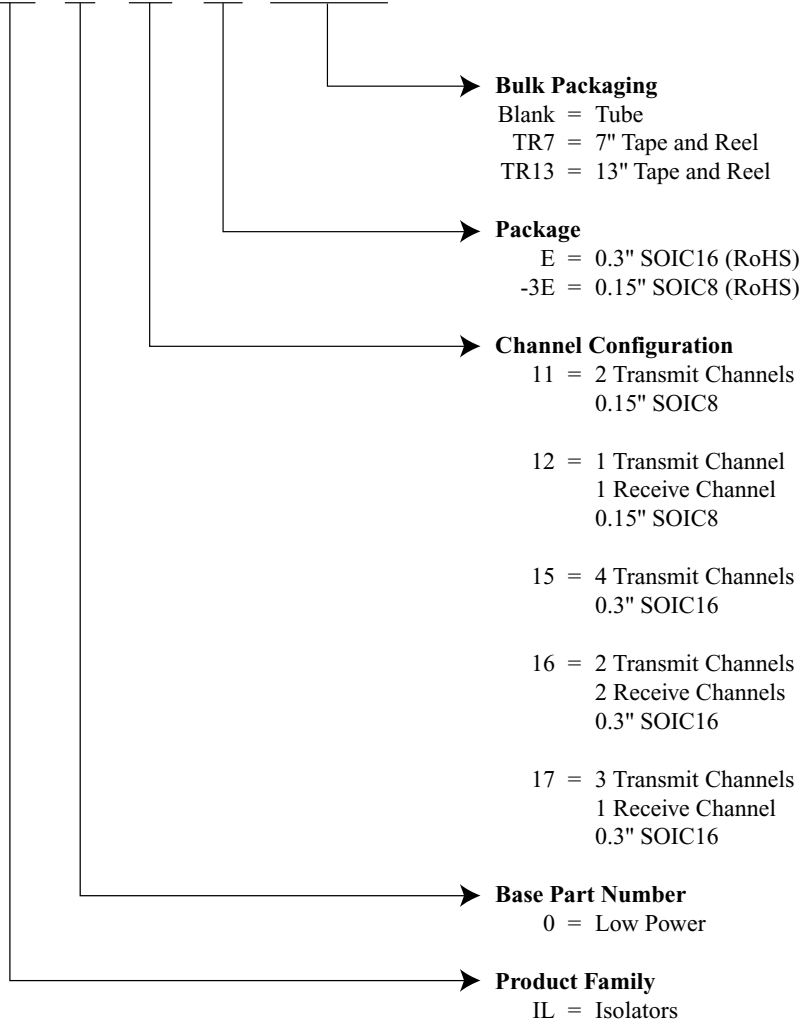 Bulk Packaging
Blank = Tube
TR7 = 7" Tape and Reel
TR13 = 13" Tape and Reel
Package
E = 0.3" SOIC16 (RoHS)
-3E = 0.15" SOIC8 (RoHS)
Channel Configuration
11 = 2 Transmit Channels
0.15" SOIC8
12 = 1 Transmit Channel
1 Receive Channel
0.15" SOIC8
15 = 4 Transmit Channels
0.3" SOIC16
16 = 2 Transmit Channels
2 Receive Channels
0.3" SOIC16
17 = 3 Transmit Channels
1 Receive Channel
0.3" SOIC16
Base Part Number
0 = Low Power
Product Family
IL = Isolators